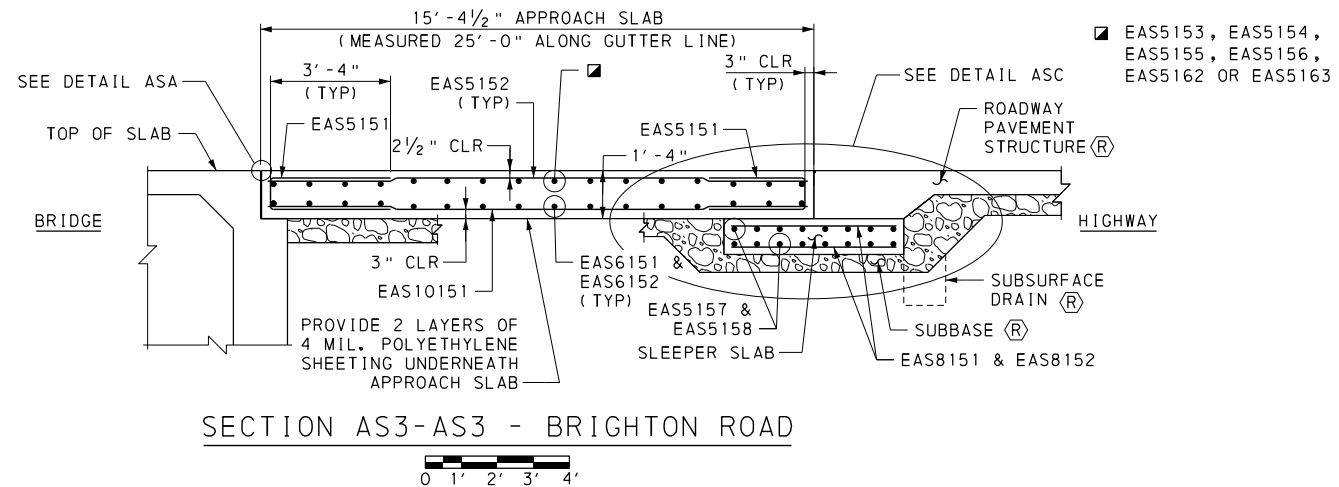 15'-4½" APPROACH SLAB
(MEASURED 25'-0" ALONG GUTTER LINE)
EAS5153, EAS5154,
EAS5155, EAS5156,
EAS5162 OR EAS5163
3'-4"
(TYP)
EAS5152
(TYP)
3" CLR
(TYP)
SEE DETAIL ASA
SEE DETAIL ASC
TOP OF SLAB
EAS5151
2½" CLR
EAS5151
1'-4"
ROADWAY
PAVEMENT
STRUCTURE R
BRIDGE
HIGHWAY
3" CLR
EAS10151
EAS6151 &
EAS6152
(TYP)
EAS5157 &
EAS5158
SLEEPER SLAB
SUBSURFACE
DRAIN R
SUBBASE R
EAS8151 & EAS8152
PROVIDE 2 LAYERS OF
4 MIL. POLYETHYLENE
SHEETING UNDERNEATH
APPROACH SLAB
SECTION AS3-AS3 - BRIGHTON ROAD
0 1' 2' 3' 4'